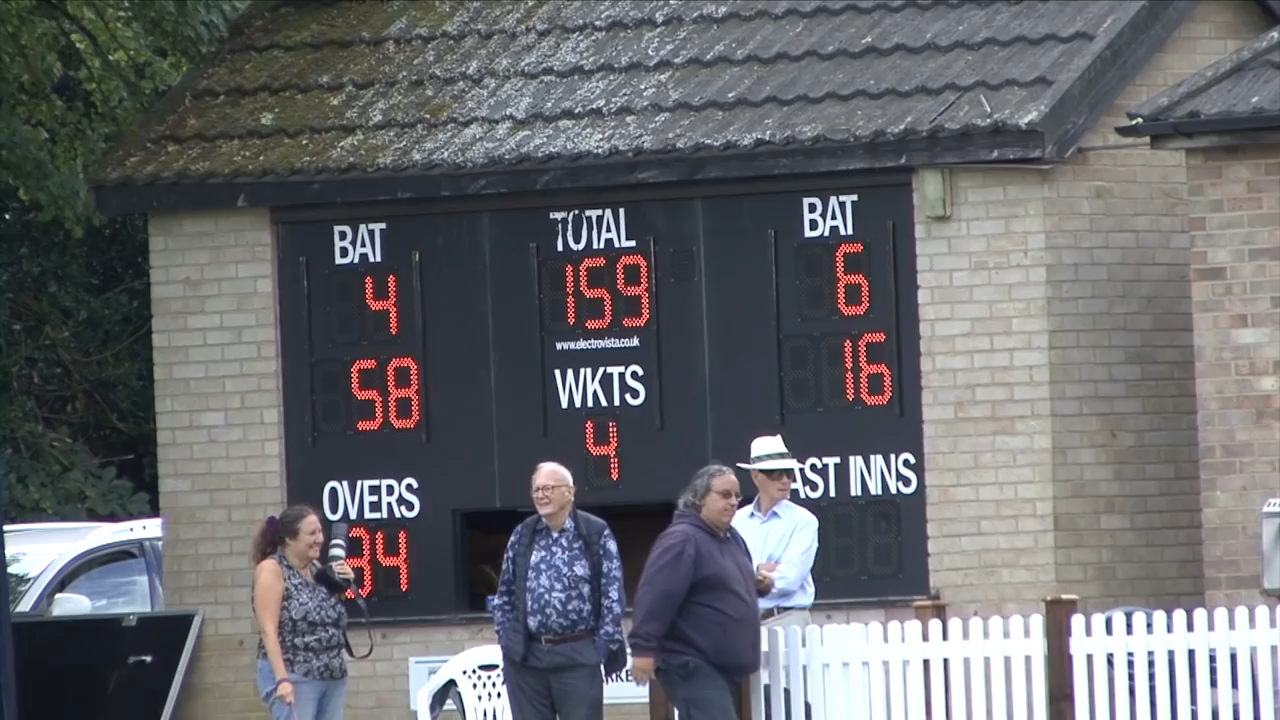 BAT TOTAL BAT
4 159 6
www.electrovista.co.uk
58 WKTS 16
4
OVERS AST INNS
34